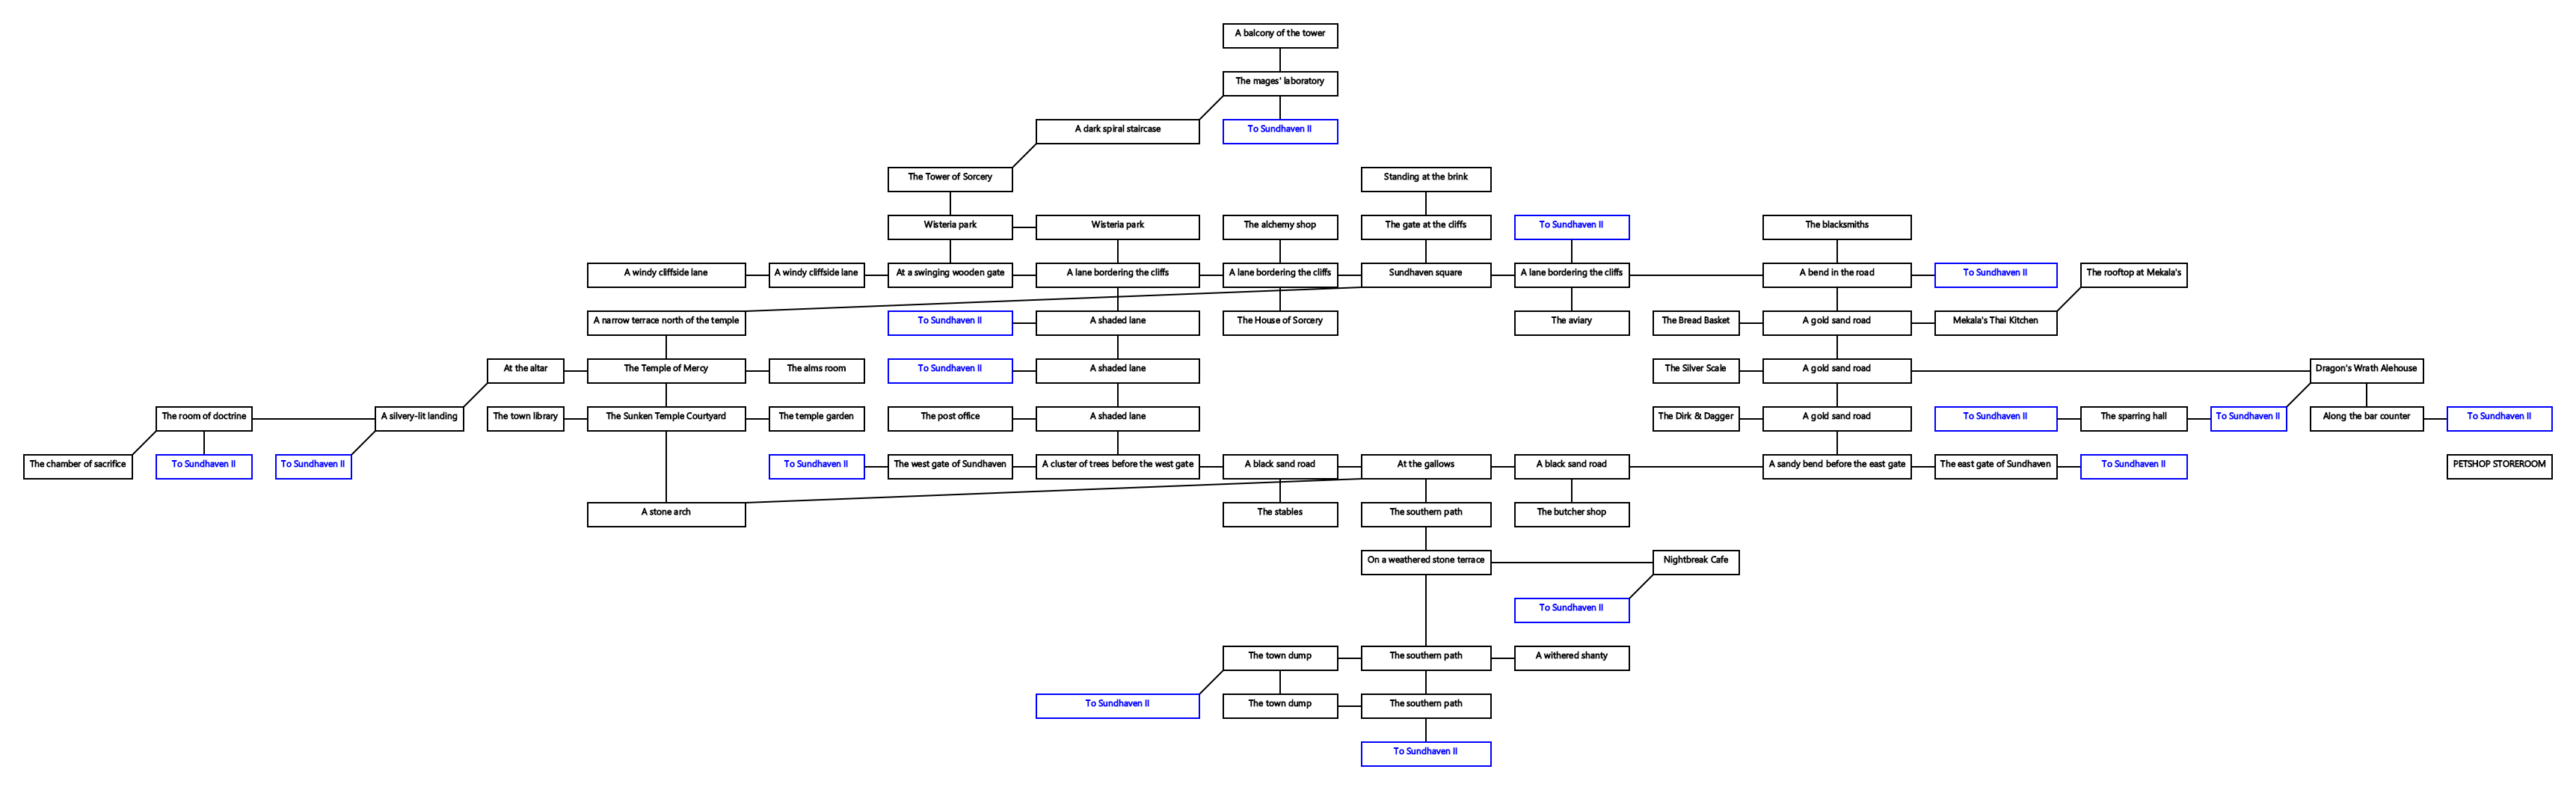 A balcony of the tower
The mages' laboratory
A dark spiral staircase
To Sundhaven II
The Tower of Sorcery
Standing at the brink
Wisteria park
Wisteria park
The alchemy shop
The gate at the cliffs
To Sundhaven II
The blacksmiths
A windy cliffside lane
A windy cliffside lane
At a swinging wooden gate
A lane bordering the cliffs
A lane bordering the cliffs
Sundhaven square
A lane bordering the cliffs
A bend in the road
To Sundhaven II
The rooftop at Mekala's
A narrow terrace north of the temple
To Sundhaven II
A shaded lane
The House of Sorcery
The aviary
The Bread Basket
A gold sand road
Mekala's Thai Kitchen
At the altar
The Temple of Mercy
The alms room
To Sundhaven II
A shaded lane
The Silver Scale
A gold sand road
Dragon's Wrath Alehouse
The room of doctrine
A silvery-lit landing
The town library
The Sunken Temple Courtyard
The temple garden
The post office
A shaded lane
The Dirk & Dagger
A gold sand road
To Sundhaven II
The sparring hall
To Sundhaven II
Along the bar counter
To Sundhaven II
The chamber of sacrifice
To Sundhaven II
To Sundhaven II
To Sundhaven II
The west gate of Sundhaven
A cluster of trees before the west gate
A black sand road
At the gallows
A black sand road
A sandy bend before the east gate
The east gate of Sundhaven
To Sundhaven II
PETSHOP STOREROOM
A stone arch
The stables
The southern path
The butcher shop
On a weathered stone terrace
Nightbreak Cafe
To Sundhaven II
The town dump
The southern path
A withered shanty
To Sundhaven II
The town dump
The southern path
To Sundhaven II